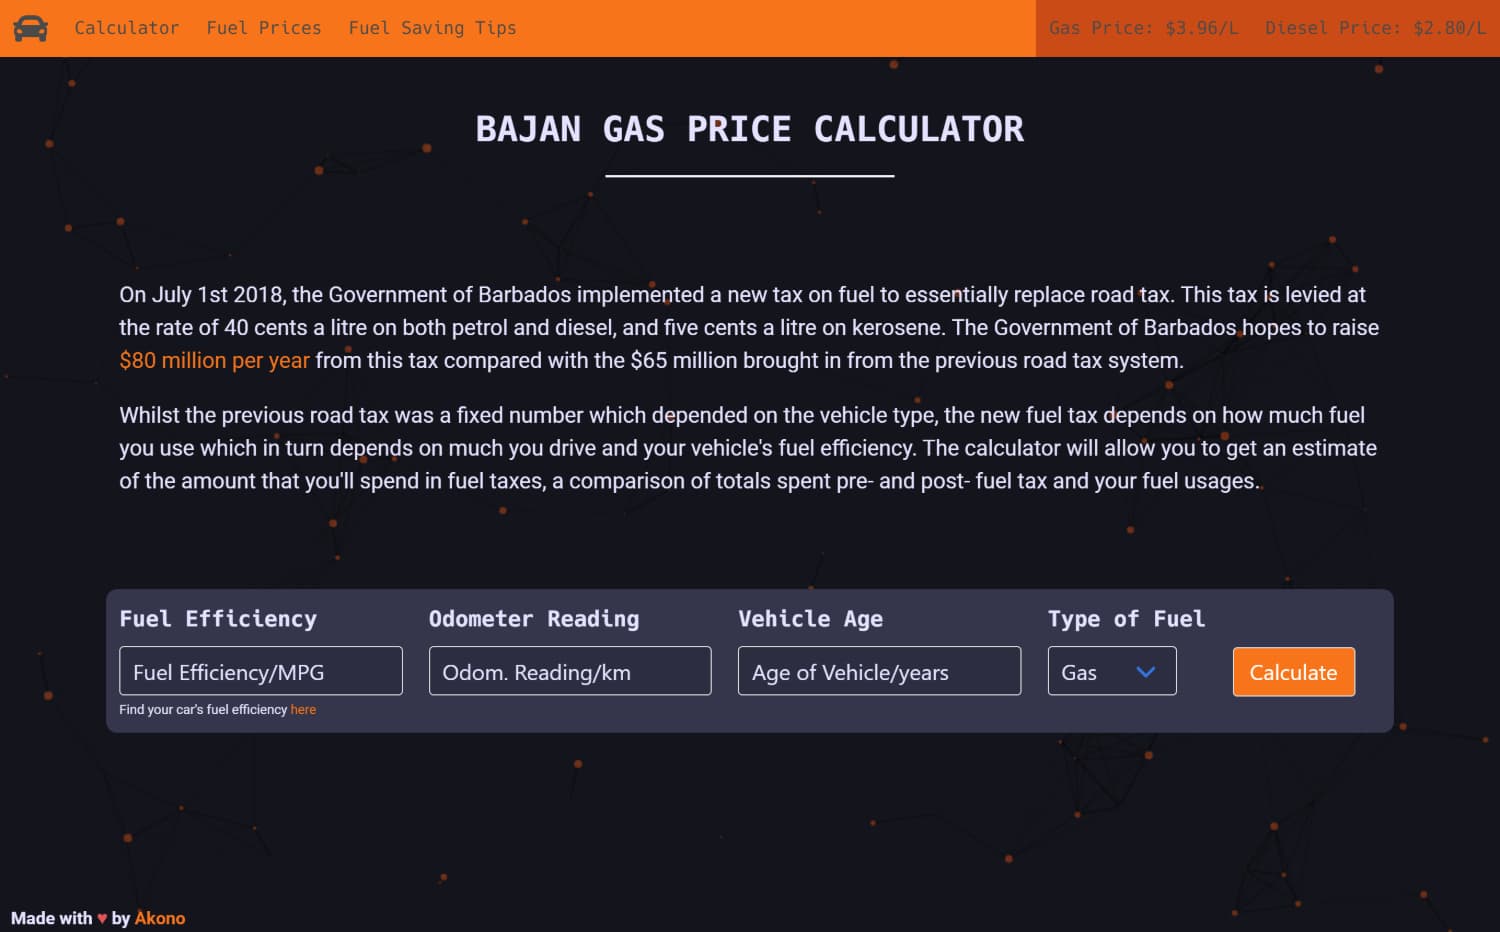 Calculator Fuel Prices Fuel Saving Tips Gas Price: $3.96/L Diesel Price: $2.80/L
BAJAN GAS PRICE CALCULATOR
On July 1st 2018, the Government of Barbados implemented a new tax on fuel to essentially replace road tax. This tax is levied at
the rate of 40 cents a litre on both petrol and diesel, and five cents a litre on kerosene. The Government of Barbados hopes to raise
$80 million per year from this tax compared with the $65 million brought in from the previous road tax system.
Whilst the previous road tax was a fixed number which depended on the vehicle type, the new fuel tax depends on how much fuel
you use which in turn depends on much you drive and your vehicle's fuel efficiency. The calculator will allow you to get an estimate
of the amount that you'll spend in fuel taxes, a comparison of totals spent pre- and post- fuel tax and your fuel usages.
Fuel Efficiency Odometer Reading Vehicle Age Type of Fuel
Fuel Efficiency/MPG Odom. Reading/km Age of Vehicle/years Gas Calculate
Find your car's fuel efficiency here
Made with ♥ by Akono